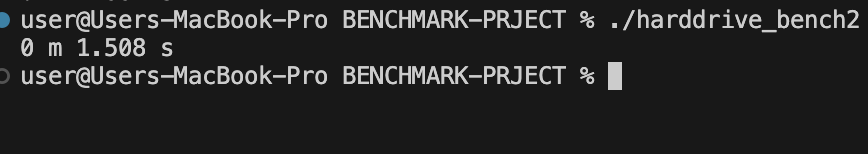 user@Users-MacBook-Pro BENCHMARK-PRJECT % ./harddrive_bench2
0 m 1.508 s
user@Users-MacBook-Pro BENCHMARK-PRJECT %